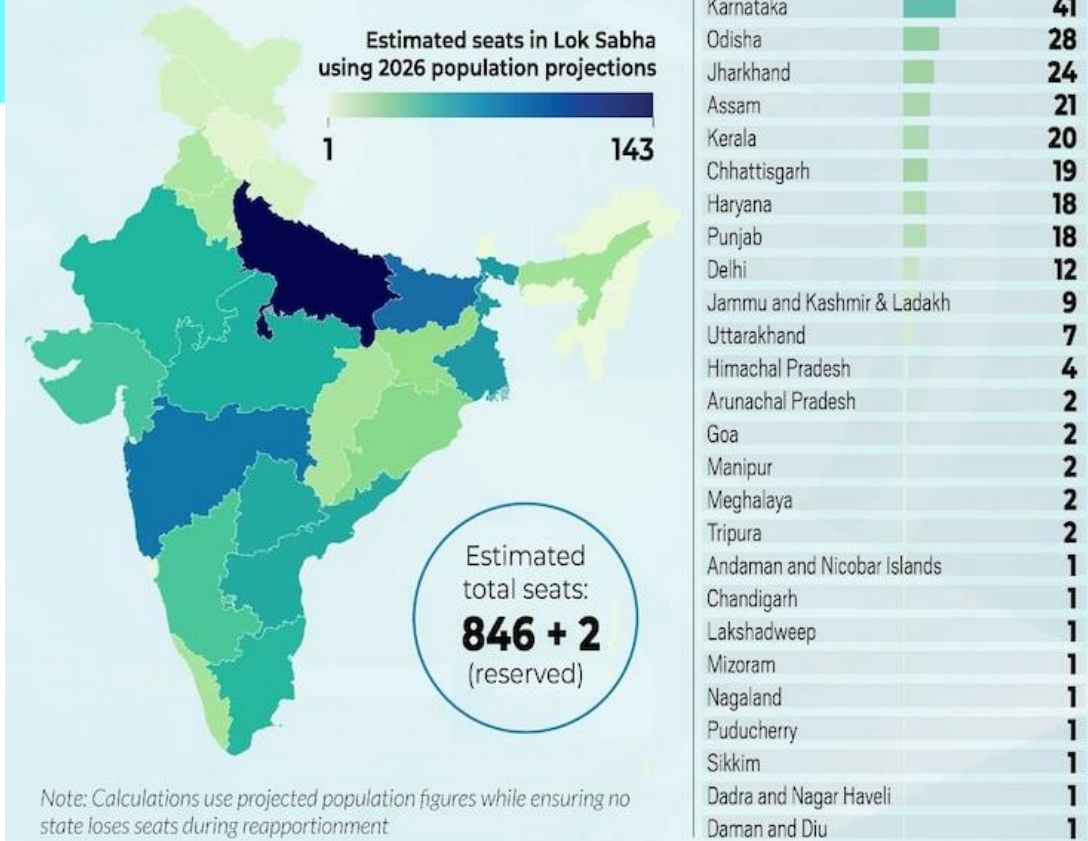 Estimated seats in Lok Sabha
using 2026 population projections
1 143
Estimated
total seats:
846 + 2
(reserved)
Note: Calculations use projected population figures while ensuring no
state loses seats during reapportionment
Karnataka 41
Odisha 28
Jharkhand 24
Assam 21
Kerala 20
Chhattisgarh 19
Haryana 18
Punjab 18
Delhi 12
Jammu and Kashmir & Ladakh 9
Uttarakhand 7
Himachal Pradesh 4
Arunachal Pradesh 2
Goa 2
Manipur 2
Meghalaya 2
Tripura 2
Andaman and Nicobar Islands 1
Chandigarh 1
Lakshadweep 1
Mizoram 1
Nagaland 1
Puducherry 1
Sikkim 1
Dadra and Nagar Haveli 1
Daman and Diu 1